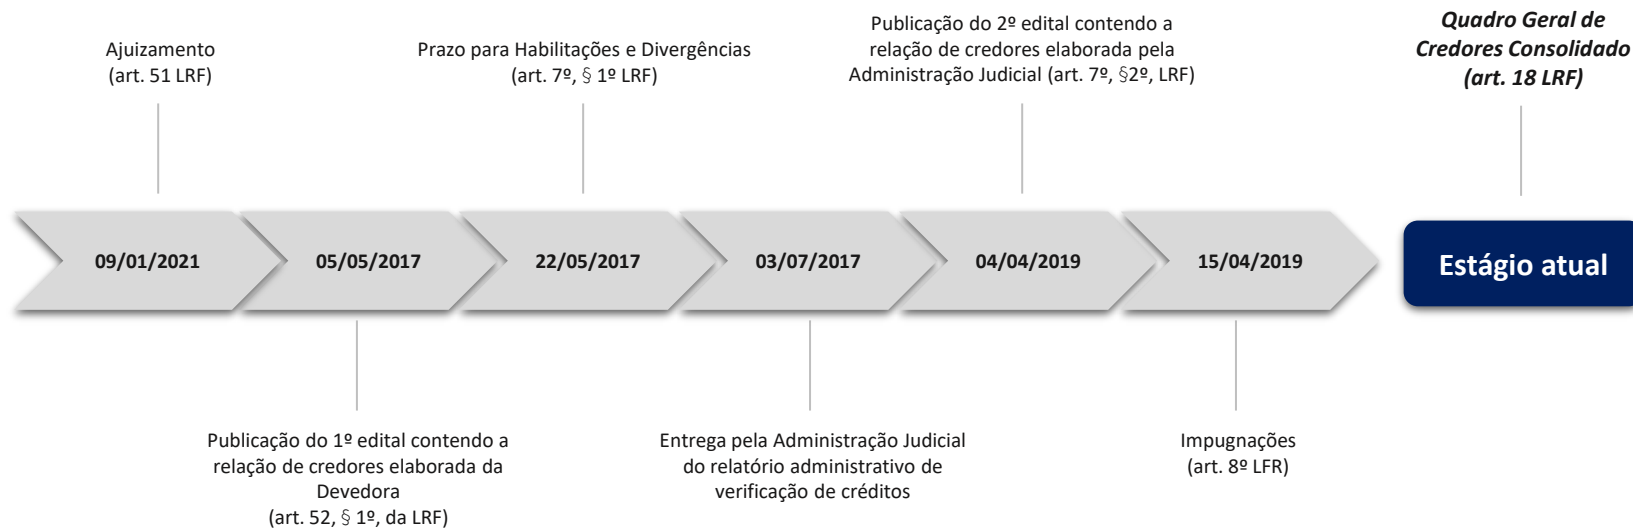 Ajuizamento
(art. 51 LRF)
Prazo para Habilitações e Divergências
(art. 7º, § 1º LRF)
Publicação do 2º edital contendo a
relação de credores elaborada pela
Administração Judicial (art. 7º, §2º, LRF)
Quadro Geral de
Credores Consolidado
(art. 18 LRF)
09/01/2021
05/05/2017
22/05/2017
03/07/2017
04/04/2019
15/04/2019
Estágio atual
Publicação do 1º edital contendo a
relação de credores elaborada da
Devedora
(art. 52, § 1º, da LRF)
Entrega pela Administração Judicial
do relatório administrativo de
verificação de créditos
Impugnações
(art. 8º LFR)